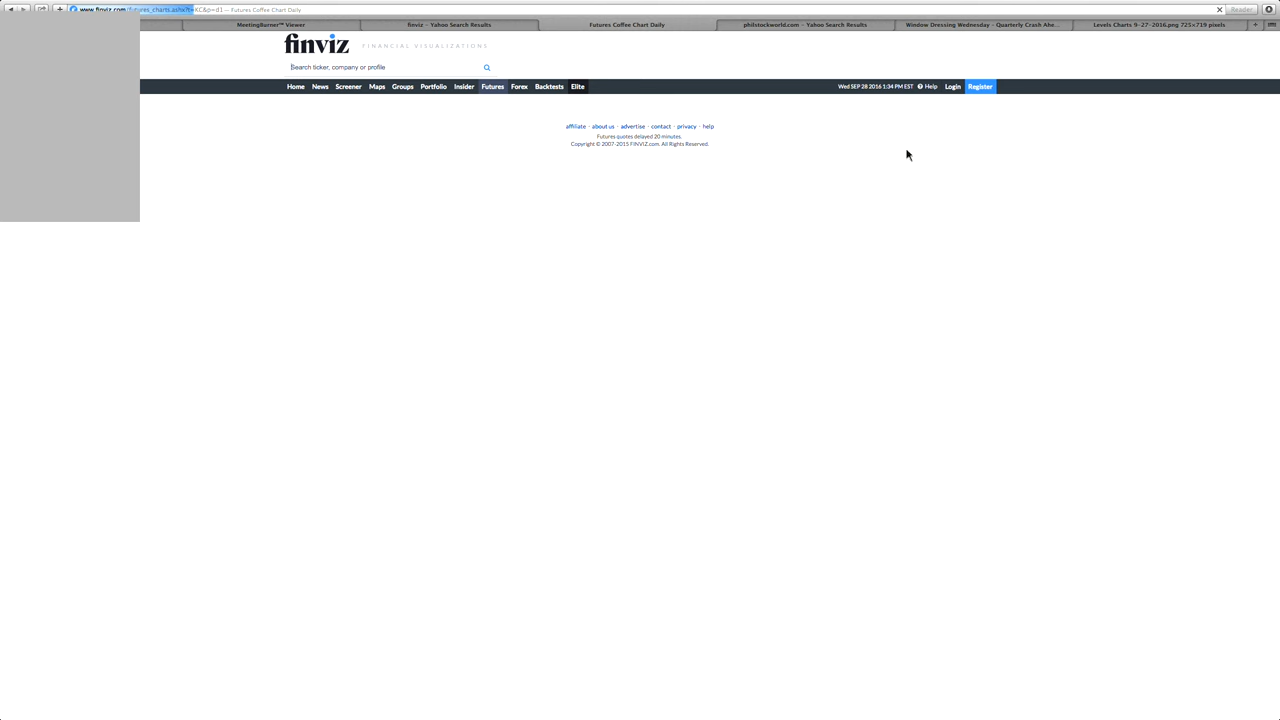 www.finviz.com/futures_charts.ashx?t=KC&p=d1 — Futures Coffee Chart Daily
Reader
MeetingBurner™ Viewer
finviz - Yahoo Search Results
Futures Coffee Chart Daily
philstockworld.com - Yahoo Search Results
Window Dressing Wednesday - Quarterly Crash Ahe...
Levels Charts 9-27-2016.png 725×719 pixels
finviz FINANCIAL VISUALIZATIONS
Search ticker, company or profile
Home News Screener Maps Groups Portfolio Insider Futures Forex Backtests Elite
Wed SEP 28 2016 1:34 PM EST Help Login Register
affiliate · about us · advertise · contact · privacy · help
Futures quotes delayed 20 minutes.
Copyright © 2007-2015 FINVIZ.com. All Rights Reserved.